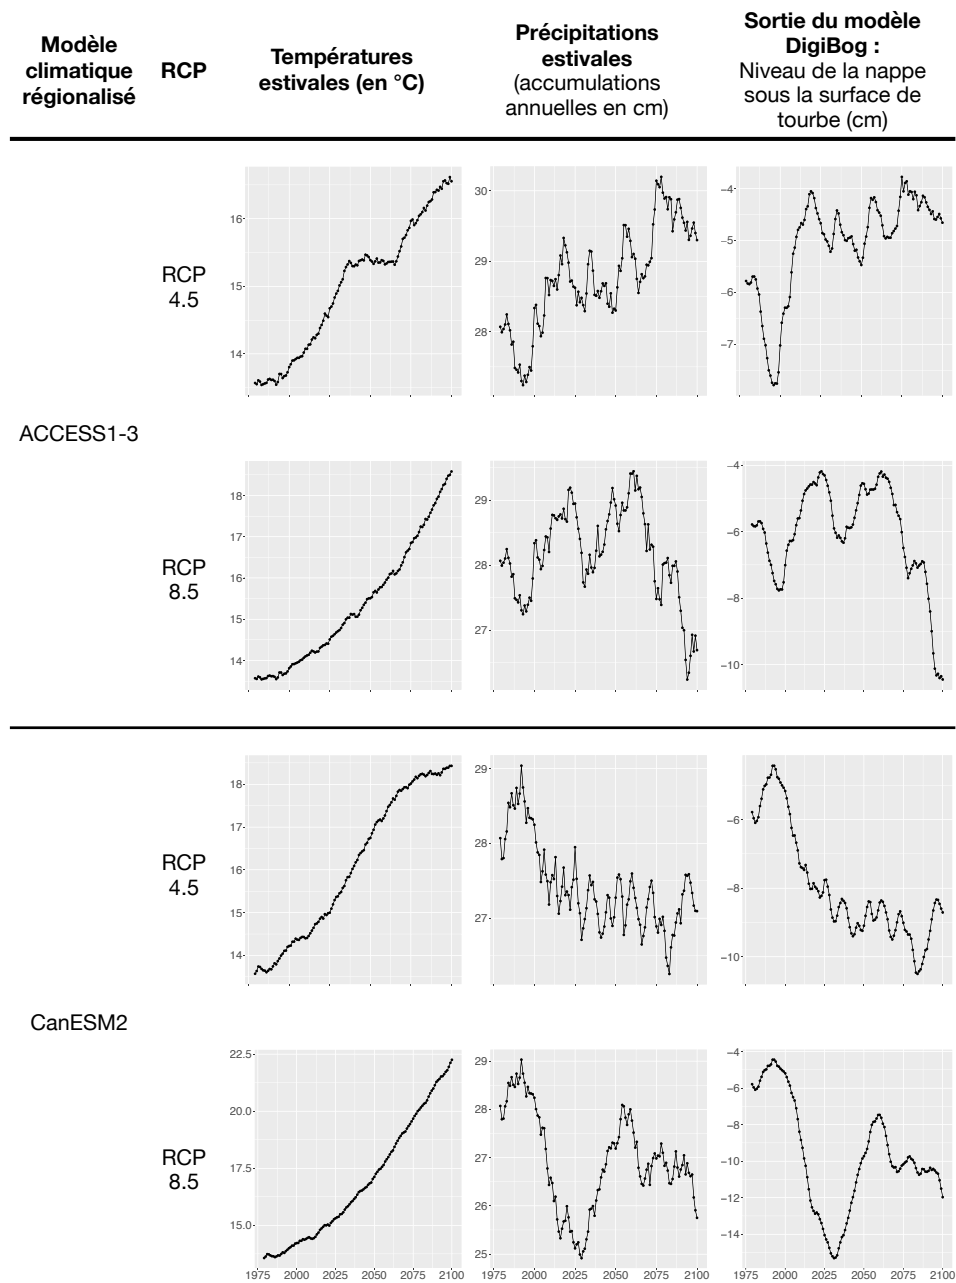 Modèle
climatique
régionalisé
RCP
Températures
estivales (en °C)
Précipitations
estivales
(accumulations
annuelles en cm)
Sortie du modèle
DigiBog :
Niveau de la nappe
sous la surface de
tourbe (cm)
ACCESS1-3
RCP
4.5
16
15
14
30
29
28
−4
−5
−6
−7
RCP
8.5
18
17
16
15
14
29
28
27
−4
−6
−8
−10
CanESM2
RCP
4.5
18
17
16
15
14
29
28
27
−6
−8
−10
RCP
8.5
22.5
20.0
17.5
15.0
29
28
27
26
25
−4
−6
−8
−10
−12
−14
1975 2000 2025 2050 2075 2100
1975 2000 2025 2050 2075 2100
1975 2000 2025 2050 2075 2100